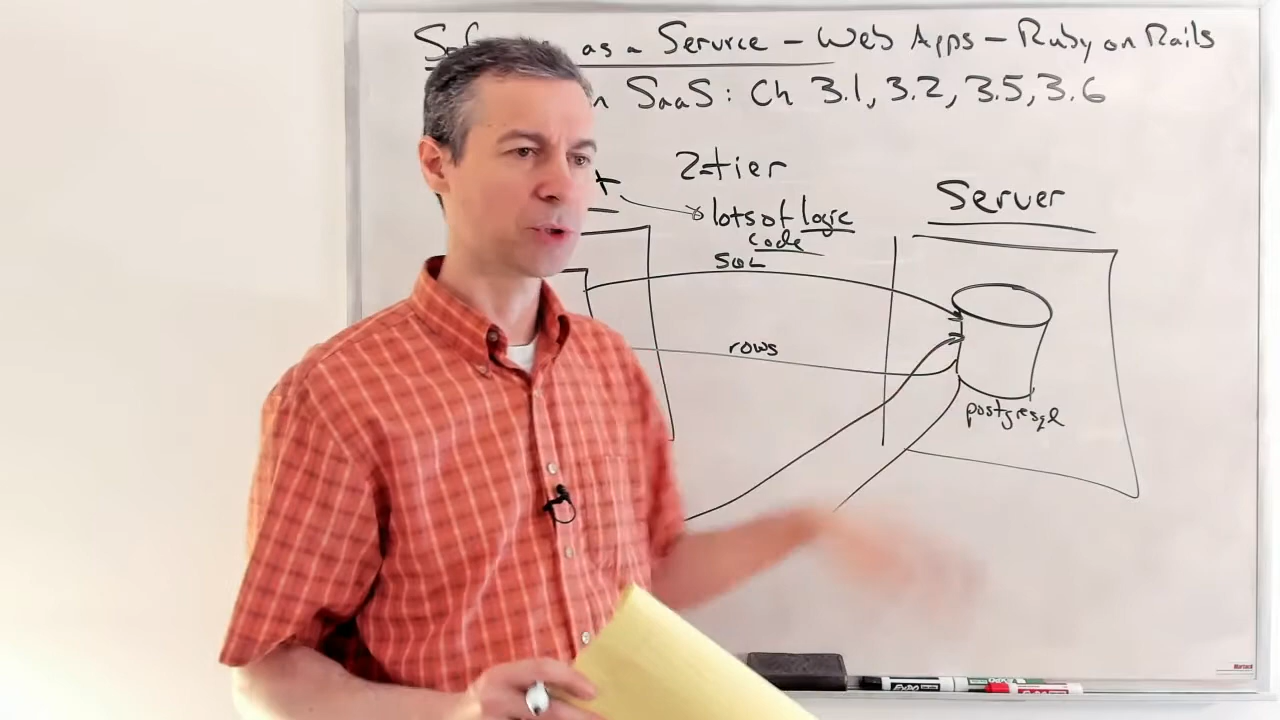 as a Service - Web Apps - Ruby on Rails
SaaS: Ch 3.1, 3.2, 3.5, 3.6
2-tier
lots of logic
code
SQL
Server
rows
postgresql
EXPO